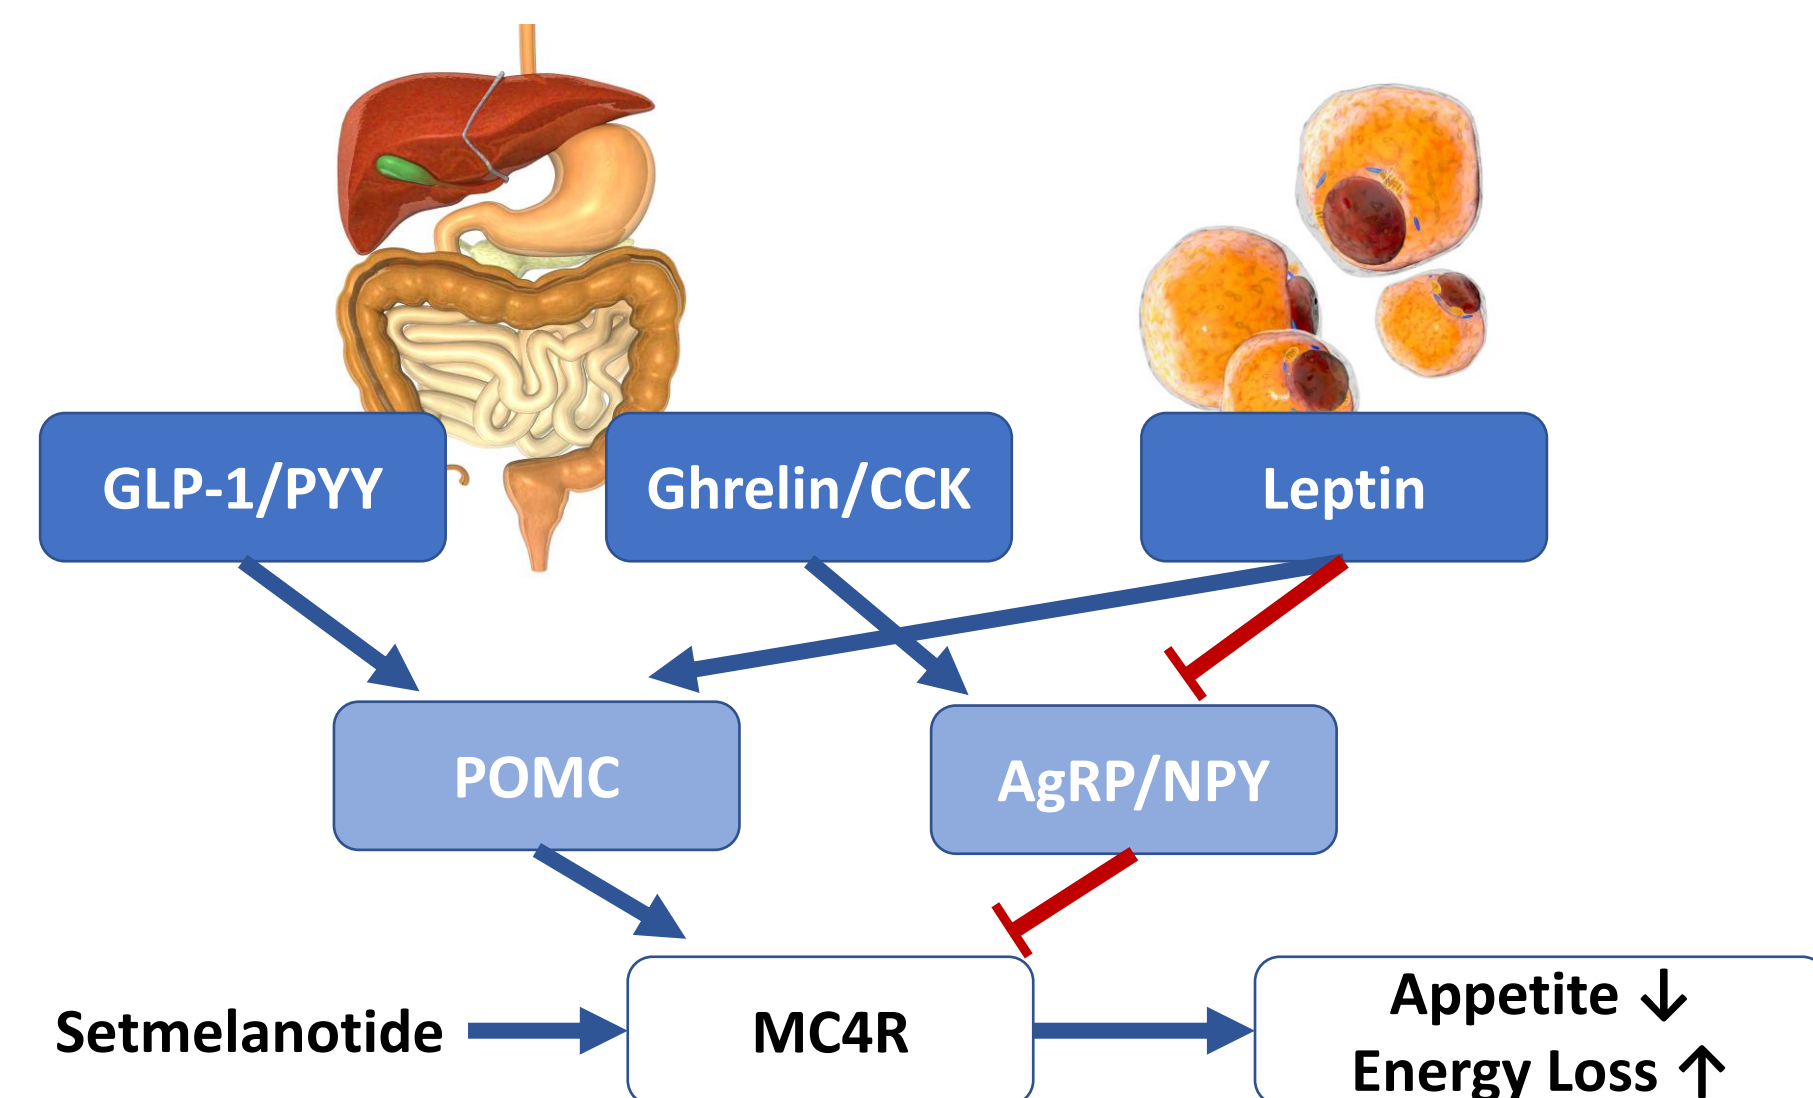 GLP-1/PYY
Ghrelin/CCK
Leptin
POMC
AgRP/NPY
Setmelanotide
MC4R
Appetite ↓
Energy Loss ↑